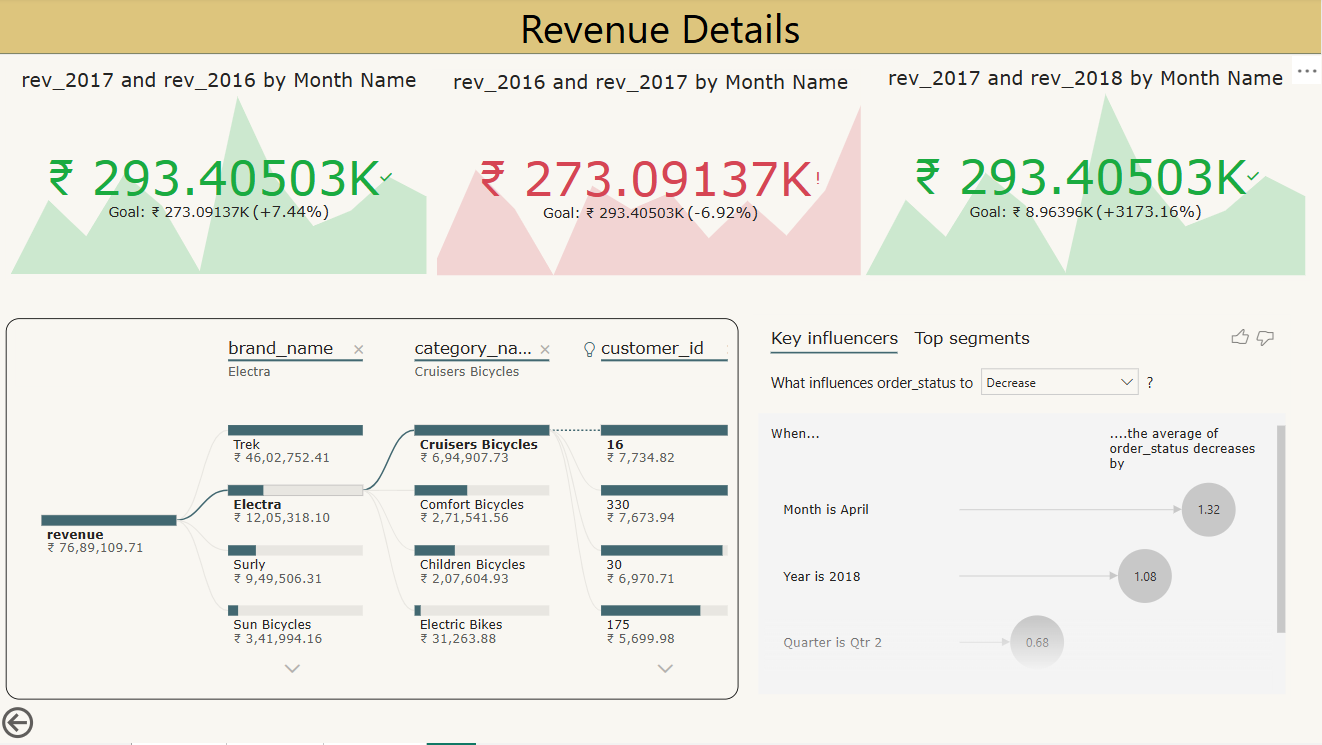 Revenue Details
rev_2017 and rev_2016 by Month Name
₹ 293.40503K
Goal: ₹ 273.09137K (+7.44%)
rev_2016 and rev_2017 by Month Name
₹ 273.09137K !
Goal: ₹ 293.40503K (-6.92%)
rev_2017 and rev_2018 by Month Name
₹ 293.40503K
Goal: ₹ 8.96396K (+3173.16%)
brand_name
Electra
category_na...
Cruisers Bicycles
customer_id
revenue
₹ 76,89,109.71
Trek
₹ 46,02,752.41
Electra
₹ 12,05,318.10
Surly
₹ 9,49,506.31
Sun Bicycles
₹ 3,41,994.16
Cruisers Bicycles
₹ 6,94,907.73
Comfort Bicycles
₹ 2,71,541.56
Children Bicycles
₹ 2,07,604.93
Electric Bikes
₹ 31,263.88
16
₹ 7,734.82
330
₹ 7,673.94
30
₹ 6,970.71
175
₹ 5,699.98
Key influencers
Top segments
What influences order_status to Decrease ?
When...
....the average of
order_status decreases
by
Month is April
1.32
Year is 2018
1.08
Quarter is Qtr 2
0.68